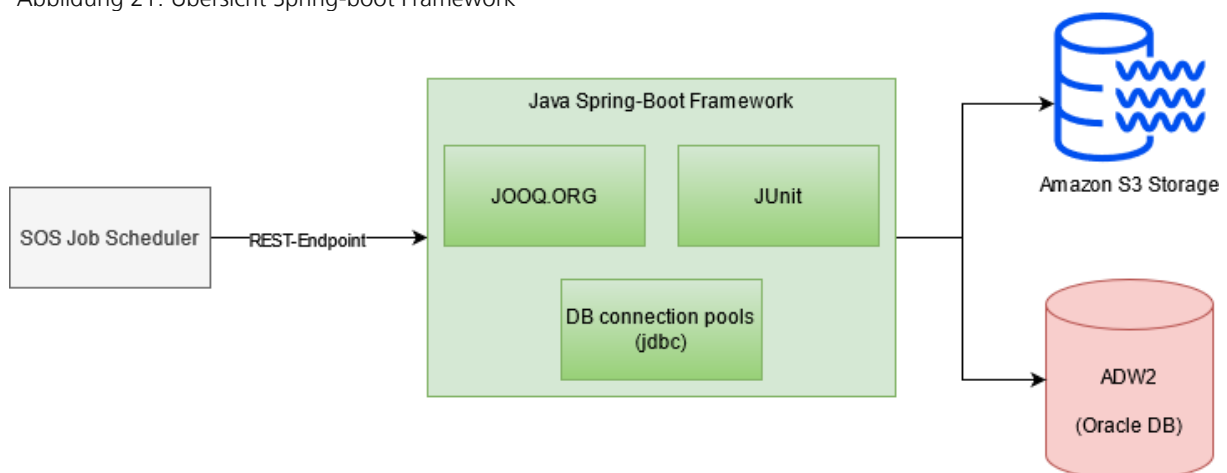 Abbildung 21: Übersicht Spring-boot Framework
Java Spring-Boot Framework
JOOQ.ORG
JUnit
DB connection pools
(jdbc)
SOS Job Scheduler
REST-Endpoint
Amazon S3 Storage
ADW2
(Oracle DB)